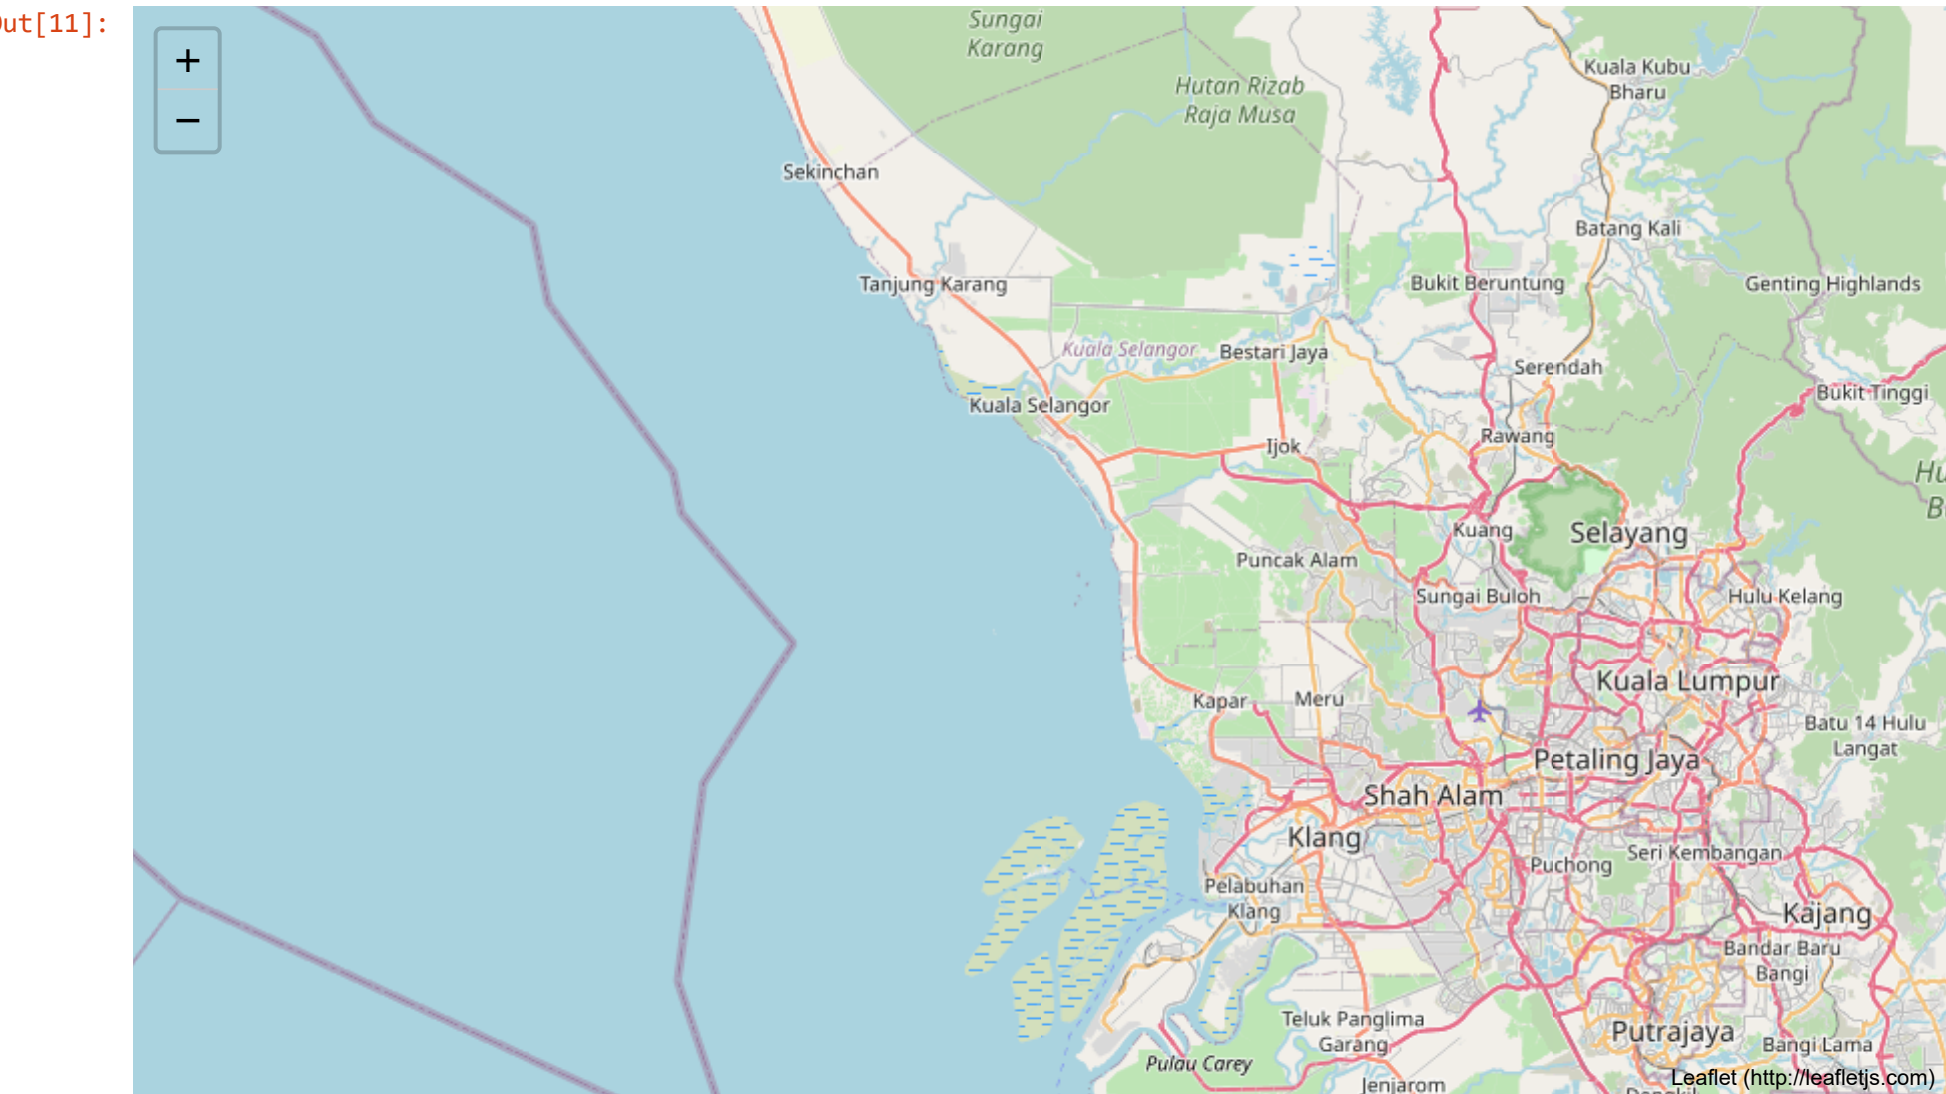 Out[11]:
+
−
Sungai
Karang
Hutan Rizab
Raja Musa
Kuala Kubu
Bharu
Sekinchan
Batang Kali
Tanjung Karang
Bukit Beruntung
Genting Highlands
Kuala Selangor
Bestari Jaya
Serendah
Bukit Tinggi
Kuala Selangor
Rawang
Ijok
Hu
B
Kuang
Selayang
Puncak Alam
Sungai Buloh
Hulu Kelang
Kuala Lumpur
Kapar
Meru
Batu 14 Hulu
Langat
Petaling Jaya
Shah Alam
Klang
Puchong
Seri Kembangan
Pelabuhan
Klang
Kajang
Bandar Baru
Bangi
Teluk Panglima
Garang
Putrajaya
Bangi Lama
Pulau Carey
Jenjarom
Leaflet (http://leafletjs.com)